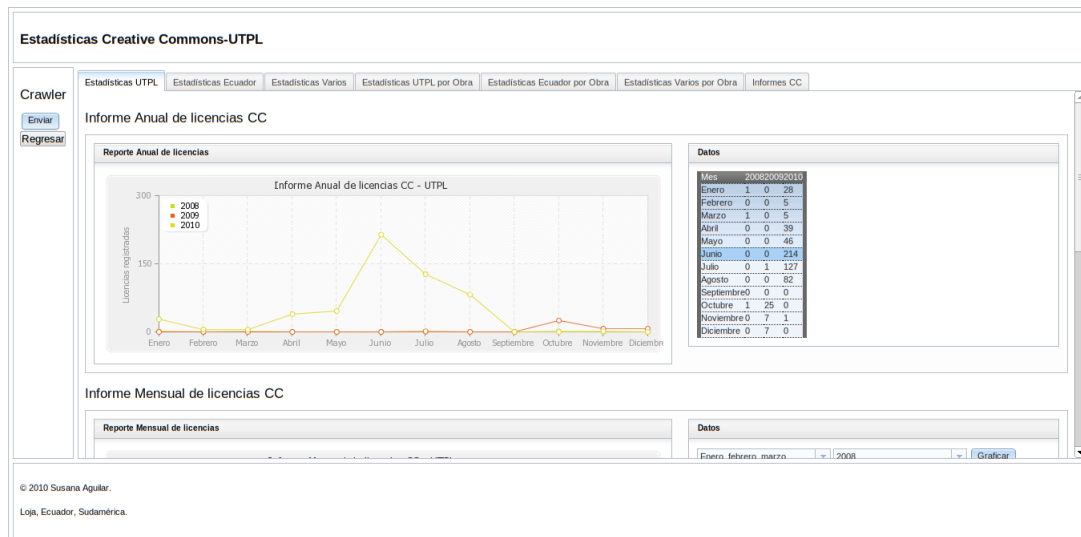 Estadísticas Creative Commons-UTPL
Crawler
Enviar
Regresar
Estadísticas UTPL Estadísticas Ecuador Estadísticas Varios Estadísticas UTPL por Obra Estadísticas Ecuador por Obra Estadísticas Varios por Obra Informes CC
Informe Anual de licencias CC
Reporte Anual de licencias
Informe Anual de licencias CC - UTPL
Licencias registradas
300
150
0
2008
2009
2010
Enero Febrero Marzo Abril Mayo Junio Julio Agosto Septiembre Octubre Noviembre Diciembre
Datos
Mes 2008 2009 2010
Enero 1 0 28
Febrero 0 0 5
Marzo 1 0 5
Abril 0 0 39
Mayo 0 0 46
Junio 0 0 214
Julio 0 1 127
Agosto 0 0 82
Septiembre 0 0 0
Octubre 1 25 0
Noviembre 0 7 1
Diciembre 0 7 0
Informe Mensual de licencias CC
Reporte Mensual de licencias
Datos
Enero, febrero, marzo 2008 Graficar
© 2010 Susana Aguilar.
Loja, Ecuador, Sudamérica.